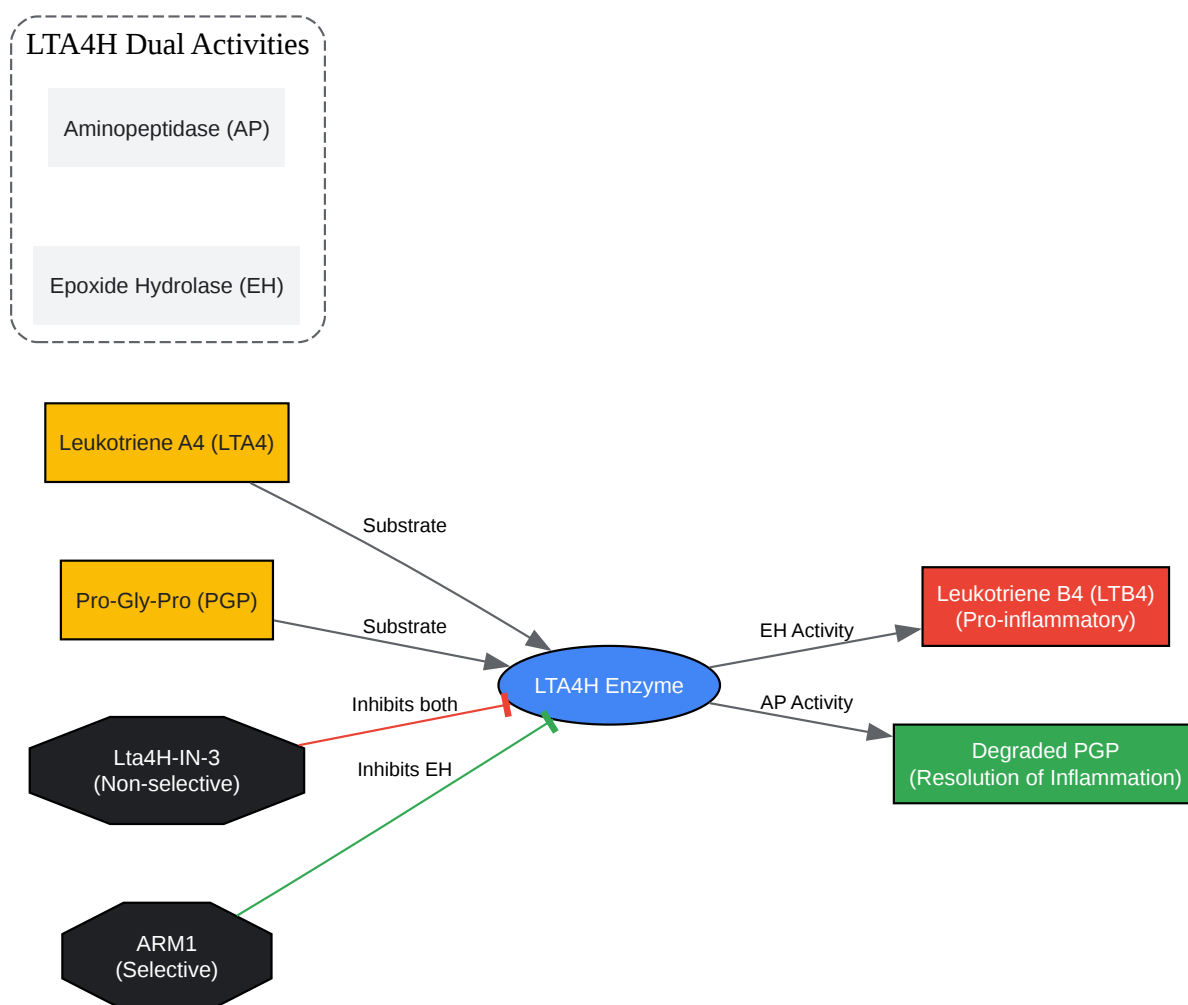 LTA4H Dual Activities
Aminopeptidase (AP)
Epoxide Hydrolase (EH)
Leukotriene A4 (LTA4)
Substrate
Pro-Gly-Pro (PGP)
Substrate
LTA4H Enzyme
EH Activity
Leukotriene B4 (LTB4)
(Pro-inflammatory)
AP Activity
Degraded PGP
(Resolution of Inflammation)
Inhibits both
Lta4H-IN-3
(Non-selective)
Inhibits EH
ARM1
(Selective)